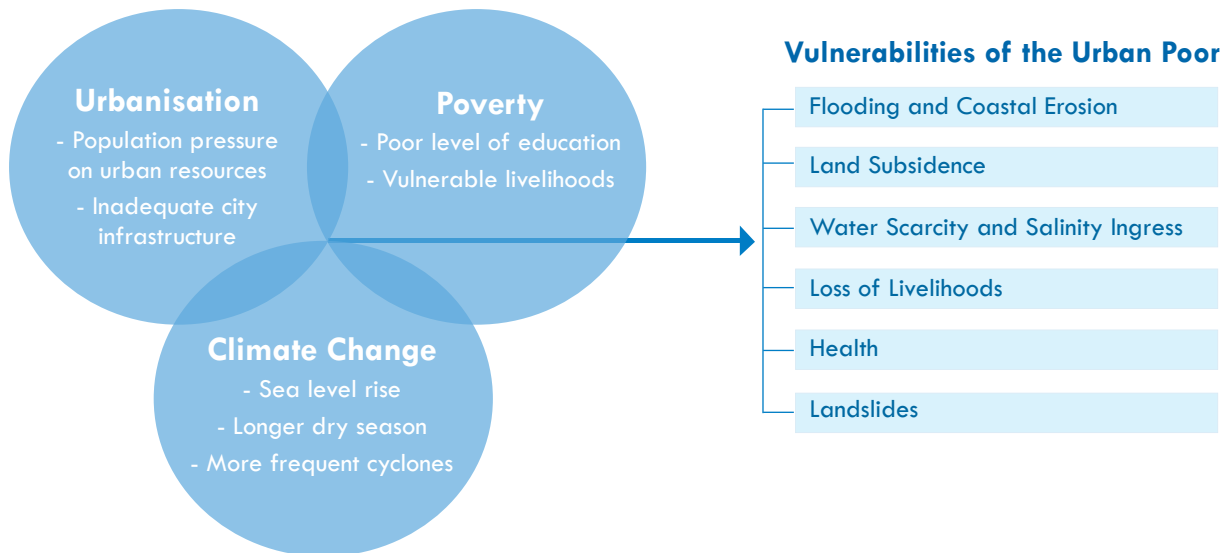 Urbanisation
- Population pressure
on urban resources
- Inadequate city
infrastructure
Poverty
- Poor level of education
- Vulnerable livelihoods
Climate Change
- Sea level rise
- Longer dry season
- More frequent cyclones
Vulnerabilities of the Urban Poor
Flooding and Coastal Erosion
Land Subsidence
Water Scarcity and Salinity Ingress
Loss of Livelihoods
Health
Landslides